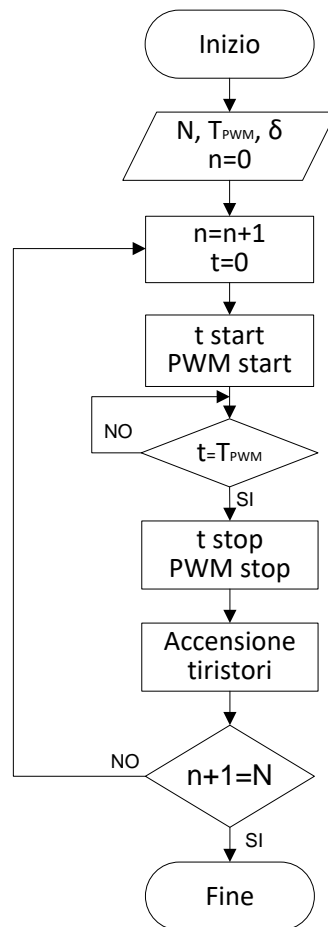 Inizio
N, TPWM, δ
n=0
n=n+1
t=0
t start
PWM start
NO
t=TPWM
SI
t stop
PWM stop
Accensione
tiristori
NO
n+1=N
SI
Fine